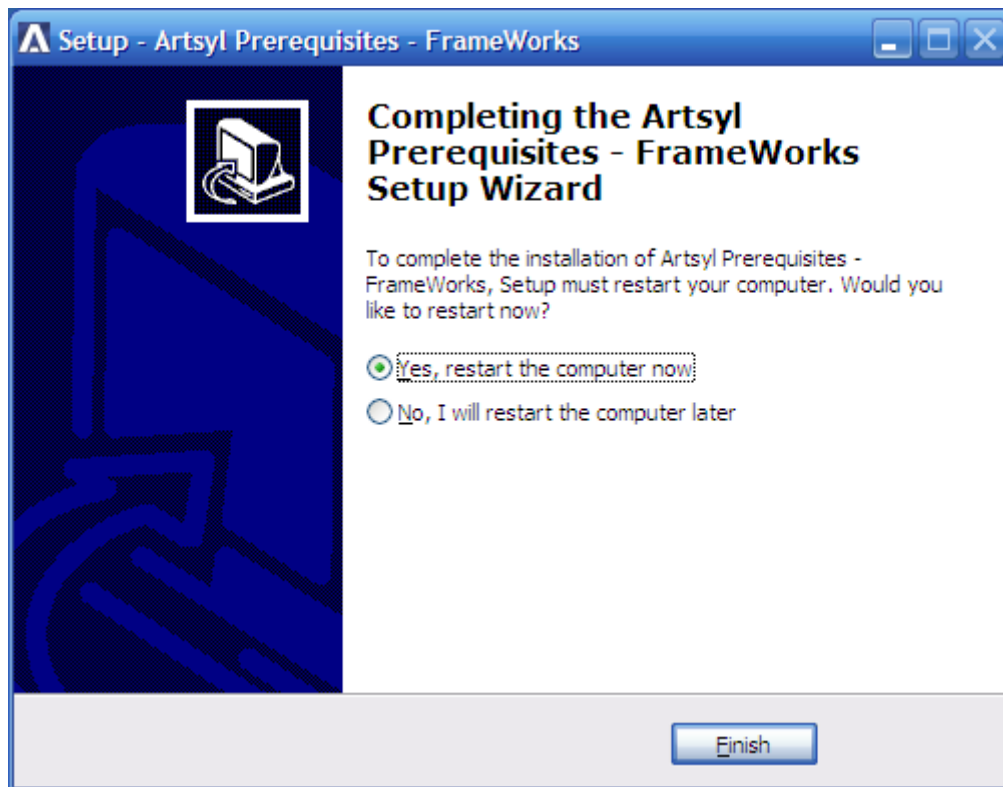 Setup - Artsyl Prerequisites - FrameWorks
Completing the Artsyl
Prerequisites - FrameWorks
Setup Wizard
To complete the installation of Artsyl Prerequisites -
FrameWorks, Setup must restart your computer. Would you
like to restart now?
Yes, restart the computer now
No, I will restart the computer later
Finish